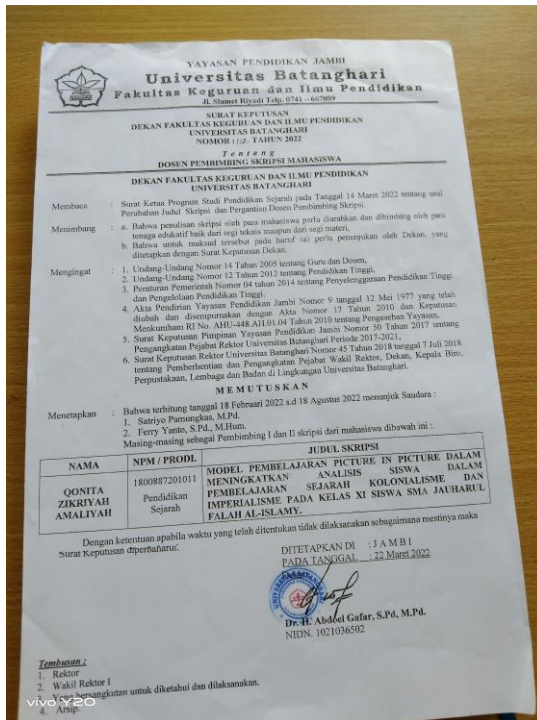 YAYASAN PENDIDIKAN JAMBI
Universitas Batanghari
Fakultas Keguruan dan Ilmu Pendidikan
Jl. Slamet Riyadi Telp. 0741 – 667089
SURAT KEPUTUSAN
DEKAN FAKULTAS KEGURUAN DAN ILMU PENDIDIKAN
UNIVERSITAS BATANGHARI
NOMOR : TAHUN 2022
Tentang
DOSEN PEMBIMBING SKRIPSI MAHASISWA
DEKAN FAKULTAS KEGURUAN DAN ILMU PENDIDIKAN
UNIVERSITAS BATANGHARI
Membaca : Surat Ketua Program Studi Pendidikan Sejarah pada Tanggal 14 Maret 2022 tentang usul
Perubahan Judul Skripsi dan Pergantian Dosen Pembimbing Skripsi.
Menimbang : a. Bahwa penulisan skripsi oleh para mahasiswa perlu diarahkan dan dibimbing oleh para
tenaga edukatif baik dari segi teknis maupun dari segi materi,
b. Bahwa untuk maksud tersebut pada huruf (a) perlu penunjukan oleh Dekan, yang
ditetapkan dengan Surat Keputusan Dekan.
Mengingat : 1. Undang-Undang Nomor 14 Tahun 2005 tentang Guru dan Dosen,
2. Undang-Undang Nomor 12 Tahun 2012 tentang Pendidikan Tinggi,
3. Peraturan Pemerintah Nomor 04 tahun 2014 tentang Penyelenggaraan Pendidikan Tinggi
dan Pengelolaan Pendidikan Tinggi,
4. Akta Pendirian Yayasan Pendidikan Jambi Nomor 9 tanggal 12 Mei 1977 yang telah
diubah dan disempurnakan dengan Akta Nomor 17 Tahun 2010 dan Keputusan
Menkumham RI No. AHU-448.AH.01.04 Tahun 2010 tentang Pengesahan Yayasan,
5. Surat Keputusan Pimpinan Yayasan Pendidikan Jambi Nomor 50 Tahun 2017 tentang
Pengangkatan Pejabat Rektor Universitas Batanghari Periode 2017-2021,
6. Surat Keputusan Rektor Universitas Batanghari Nomor 45 Tahun 2018 tanggal 7 Juli 2018
tentang Pemberhentian dan Pengangkatan Pejabat Wakil Rektor, Dekan, Kepala Biro,
Perpustakaan, Lembaga dan Badan di Lingkungan Universitas Batanghari.
MEMUTUSKAN
Menetapkan : Bahwa terhitung tanggal 18 Februari 2022 s.d 18 Agustus 2022 menunjuk Saudara :
1. Satriyo Pamungkas, M.Pd.
2. Ferry Yanto, S.Pd., M.Hum.
Masing-masing sebagai Pembimbing I dan II skripsi dari mahasiswa dibawah ini :
NAMA NPM / PRODI. JUDUL SKRIPSI
QONITA ZIKRIYAH AMALIYAH
1800887201011
Pendidikan Sejarah
MODEL PEMBELAJARAN PICTURE IN PICTURE DALAM
MENINGKATKAN ANALISIS SISWA DALAM
PEMBELAJARAN SEJARAH KOLONIALISME DAN
IMPERIALISME PADA KELAS XI SISWA SMA JAUHARUL
FALAH AL-ISLAMY.
Dengan ketentuan apabila waktu yang telah ditentukan tidak dilaksanakan sebagaimana mestinya maka
Surat Keputusan diperbaharui.
DITETAPKAN DI : J A M B I
PADA TANGGAL : 22 Maret 2022
Dr. H. Abdoel Gafar, S.Pd, M.Pd.
NIDN. 1021036502
Tembusan :
1. Rektor
2. Wakil Rektor I
3. Yang bersangkutan untuk diketahui dan dilaksanakan.
4. Arsip.
vivo Y20